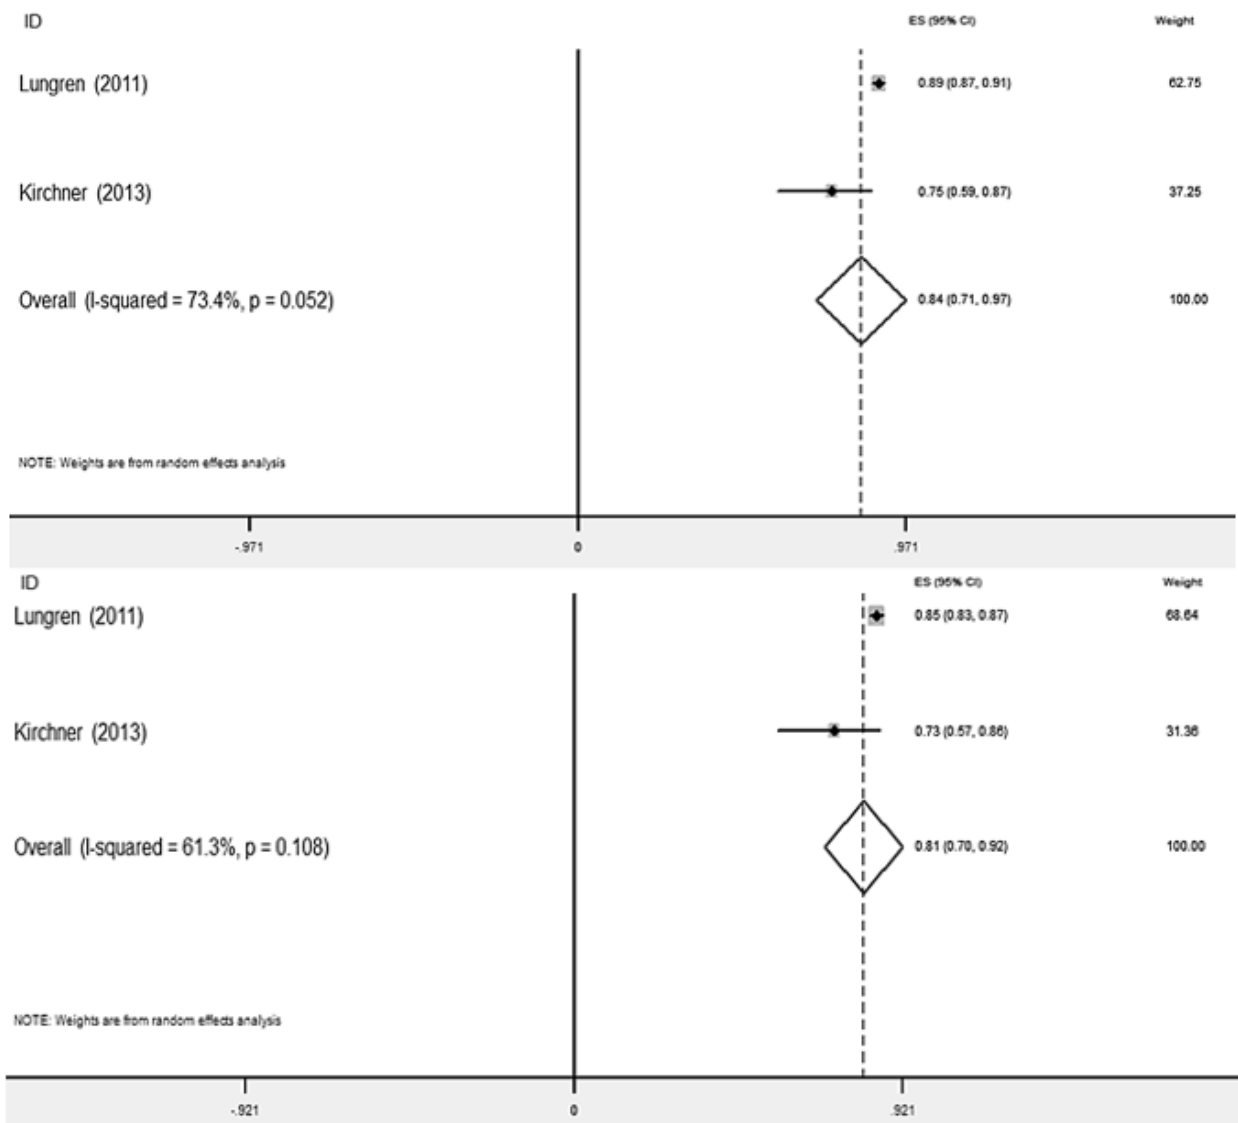 ID ES (95% CI) Weight
Lungren (2011) 0.89 (0.87, 0.91) 62.75
Kirchner (2013) 0.75 (0.59, 0.87) 37.25
Overall (I-squared = 73.4%, p = 0.052) 0.84 (0.71, 0.97) 100.00
NOTE: Weights are from random effects analysis
-.971 0 .971
ID ES (95% CI) Weight
Lungren (2011) 0.85 (0.83, 0.87) 68.64
Kirchner (2013) 0.73 (0.57, 0.86) 31.36
Overall (I-squared = 61.3%, p = 0.108) 0.81 (0.70, 0.92) 100.00
NOTE: Weights are from random effects analysis
-.921 0 .921